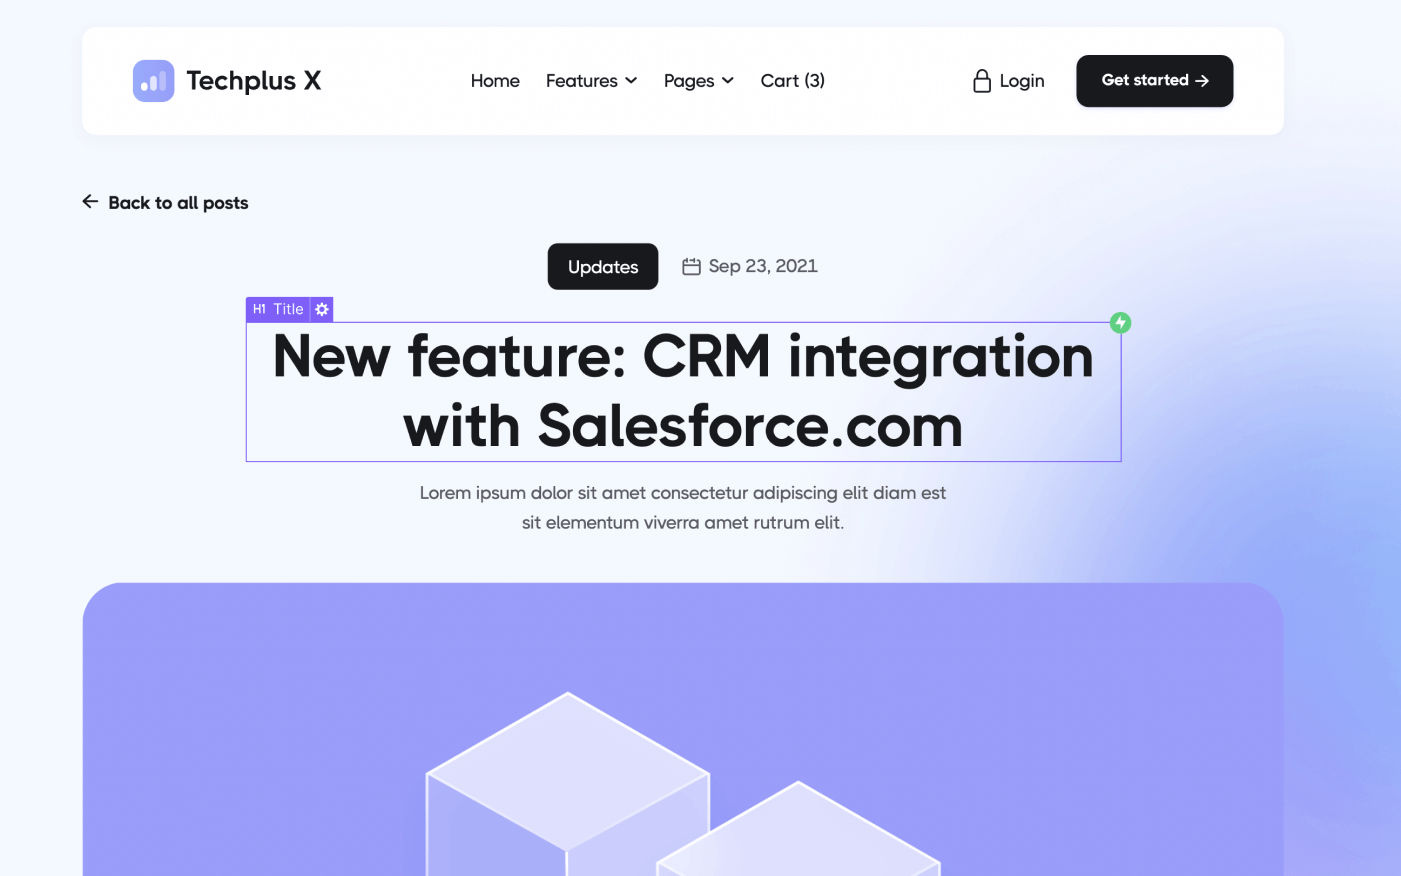 Techplus X
Home Features Pages Cart (3)
Login
Get started →
← Back to all posts
Updates
Sep 23, 2021
H1 Title
New feature: CRM integration
with Salesforce.com
Lorem ipsum dolor sit amet consectetur adipiscing elit diam est
sit elementum viverra amet rutrum elit.